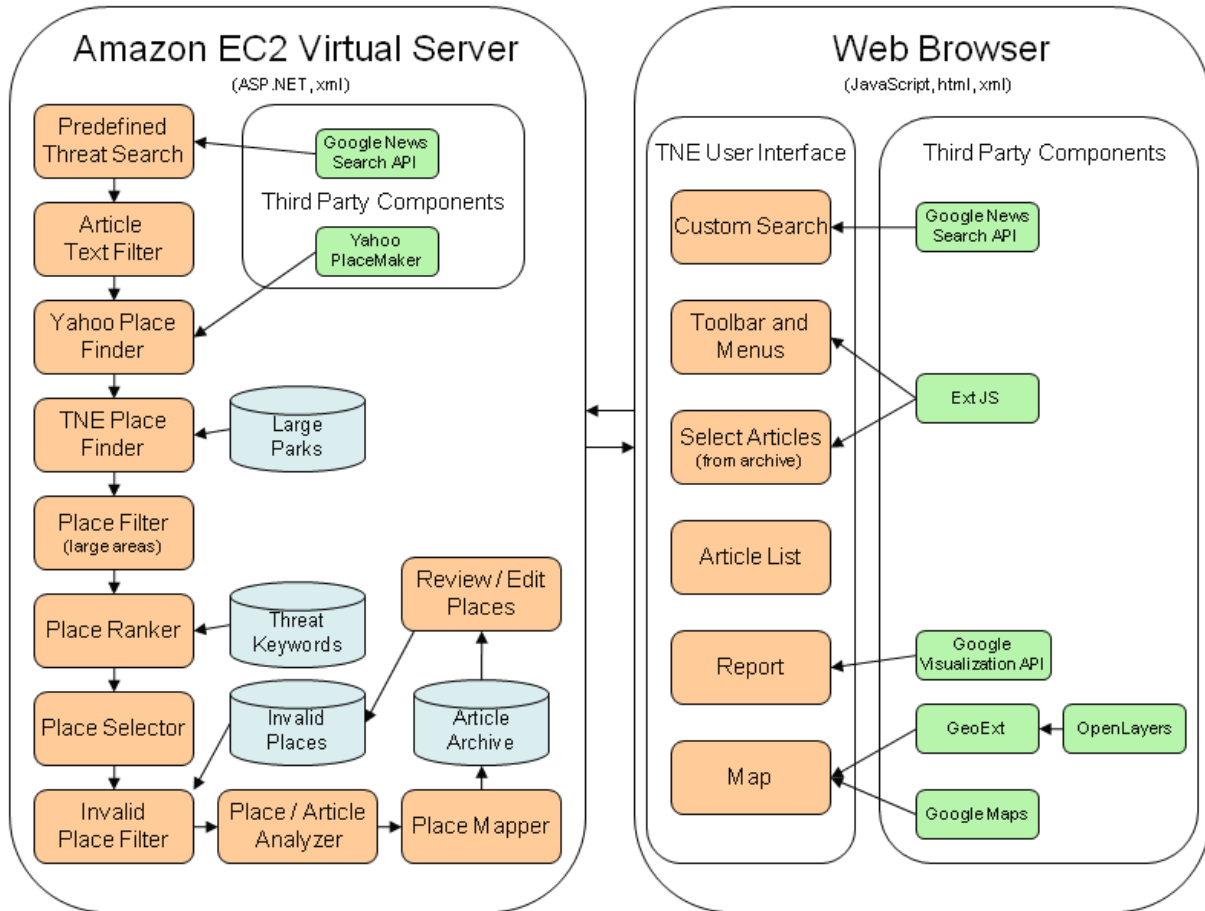 Amazon EC2 Virtual Server
(ASP.NET, xml)
Predefined
Threat Search
Google News
Search API
Third Party Components
Yahoo
PlaceMaker
Article
Text Filter
Yahoo Place
Finder
TNE Place
Finder
Large
Parks
Place Filter
(large areas)
Place Ranker
Threat
Keywords
Review / Edit
Places
Place Selector
Invalid
Places
Article
Archive
Invalid
Place Filter
Place / Article
Analyzer
Place Mapper
Web Browser
(JavaScript, html, xml)
TNE User Interface
Custom Search
Toolbar and
Menus
Select Articles
(from archive)
Article List
Report
Map
Third Party Components
Google News
Search API
Ext JS
Google
Visualization API
GeoExt
OpenLayers
Google Maps